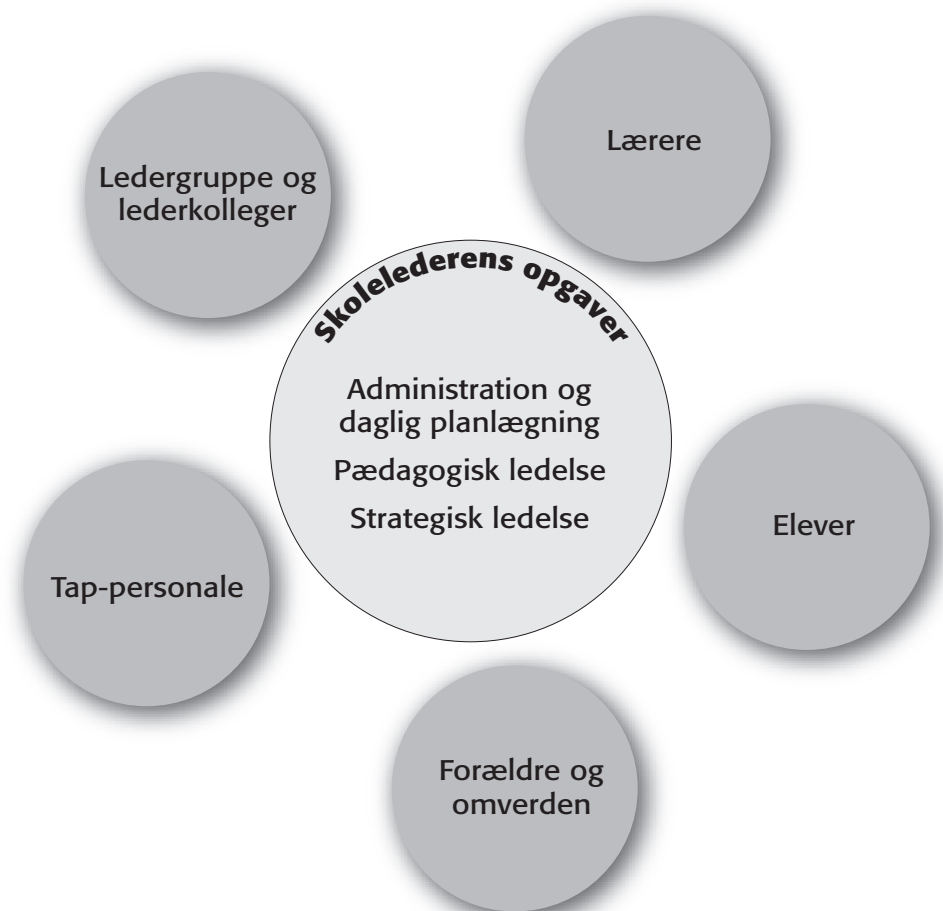 Lærere
Ledergruppe og
lederkolleger
Skolelederens opgaver
Administration og
daglig planlægning
Pædagogisk ledelse
Strategisk ledelse
Elever
Tap-personale
Forældre og
omverden